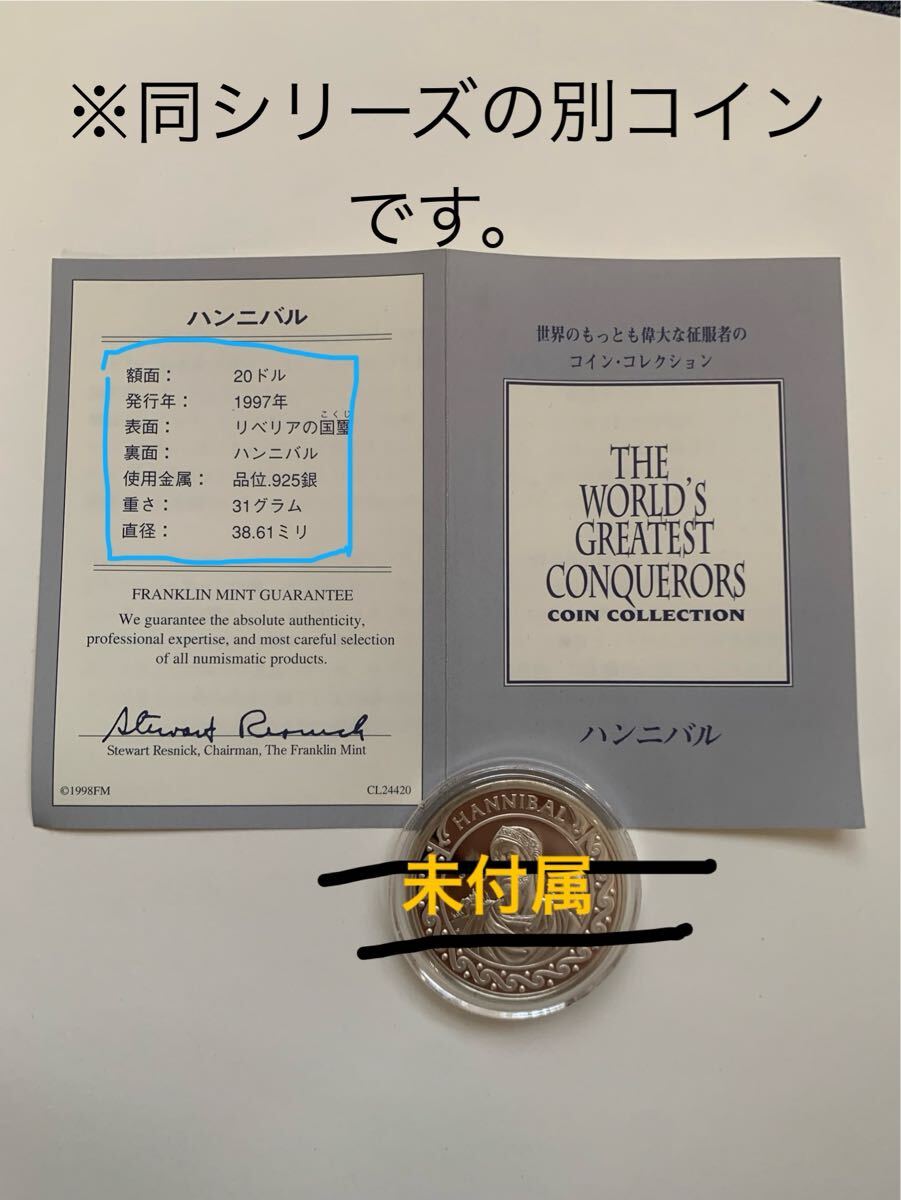 ※同シリーズの別コイン
です。
ハンニバル
額面： 20ドル
発行年： 1997年
こくじ
表面： リベリアの国璽
裏面： ハンニバル
使用金属： 品位.925銀
重さ： 31グラム
直径： 38.61ミリ
FRANKLIN MINT GUARANTEE
We guarantee the absolute authenticity,
professional expertise, and most careful selection
of all numismatic products.
Stewart Resnick
Stewart Resnick, Chairman, The Franklin Mint
©1998FM CL24420
世界のもっとも偉大な征服者の
コイン・コレクション
THE
WORLD'S
GREATEST
CONQUERORS
COIN COLLECTION
ハンニバル
HANNIBAL
未付属